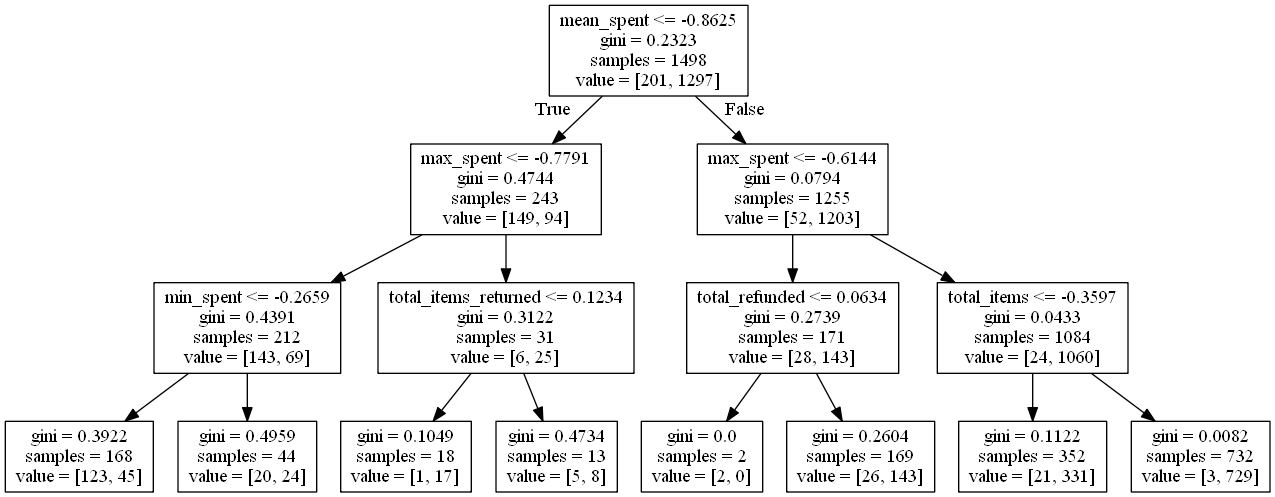 mean_spent <= -0.8625
gini = 0.2323
samples = 1498
value = [201, 1297]
True
False
max_spent <= -0.7791
gini = 0.4744
samples = 243
value = [149, 94]
max_spent <= -0.6144
gini = 0.0794
samples = 1255
value = [52, 1203]
min_spent <= -0.2659
gini = 0.4391
samples = 212
value = [143, 69]
total_items_returned <= 0.1234
gini = 0.3122
samples = 31
value = [6, 25]
total_refunded <= 0.0634
gini = 0.2739
samples = 171
value = [28, 143]
total_items <= -0.3597
gini = 0.0433
samples = 1084
value = [24, 1060]
gini = 0.3922
samples = 168
value = [123, 45]
gini = 0.4959
samples = 44
value = [20, 24]
gini = 0.1049
samples = 18
value = [1, 17]
gini = 0.4734
samples = 13
value = [5, 8]
gini = 0.0
samples = 2
value = [2, 0]
gini = 0.2604
samples = 169
value = [26, 143]
gini = 0.1122
samples = 352
value = [21, 331]
gini = 0.0082
samples = 732
value = [3, 729]